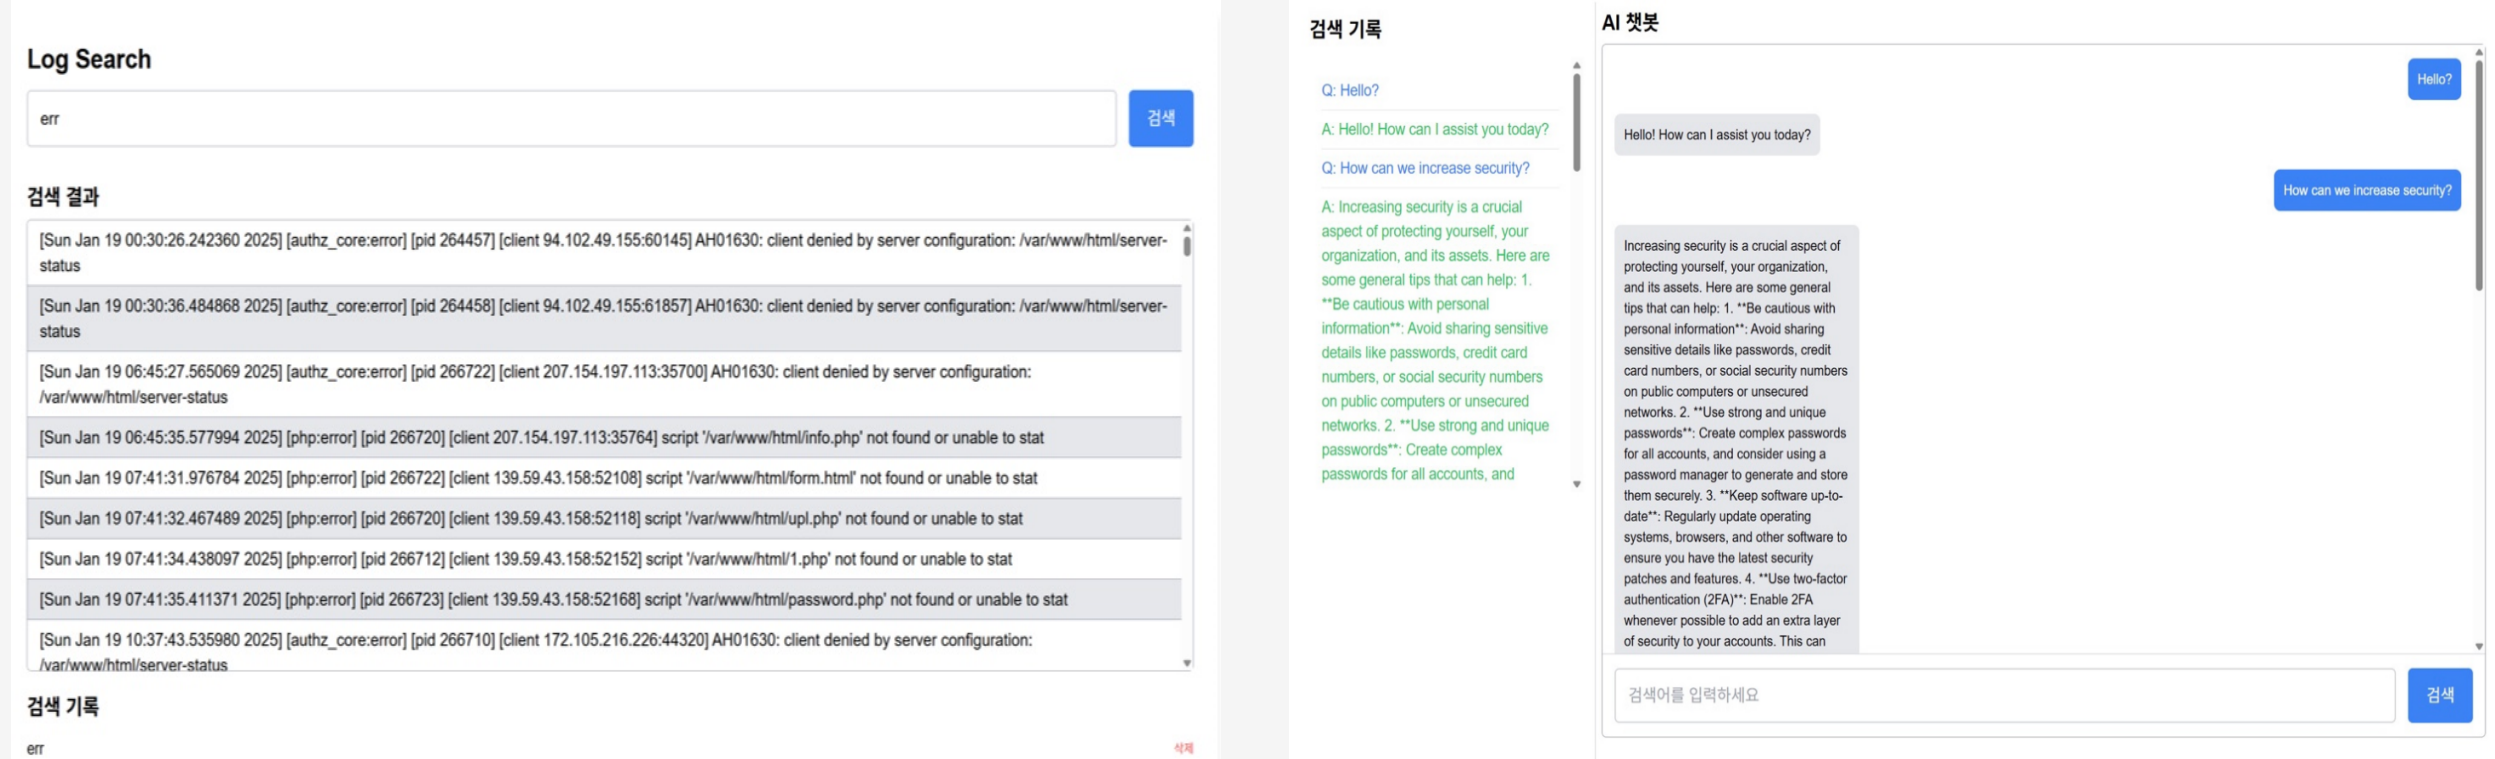 Log Search
err
검색
검색 결과
[Sun Jan 19 00:30:26.242360 2025] [authz_core:error] [pid 264457] [client 94.102.49.155:60145] AH01630: client denied by server configuration: /var/www/html/server-
status
[Sun Jan 19 00:30:36.484868 2025] [authz_core:error] [pid 264458] [client 94.102.49.155:61857] AH01630: client denied by server configuration: /var/www/html/server-
status
[Sun Jan 19 06:45:27.565069 2025] [authz_core:error] [pid 266722] [client 207.154.197.113:35700] AH01630: client denied by server configuration:
/var/www/html/server-status
[Sun Jan 19 06:45:35.577994 2025] [php:error] [pid 266720] [client 207.154.197.113:35764] script '/var/www/html/info.php' not found or unable to stat
[Sun Jan 19 07:41:31.976784 2025] [php:error] [pid 266722] [client 139.59.43.158:52108] script '/var/www/html/form.html' not found or unable to stat
[Sun Jan 19 07:41:32.467489 2025] [php:error] [pid 266720] [client 139.59.43.158:52118] script '/var/www/html/upl.php' not found or unable to stat
[Sun Jan 19 07:41:34.438097 2025] [php:error] [pid 266712] [client 139.59.43.158:52152] script '/var/www/html/1.php' not found or unable to stat
[Sun Jan 19 07:41:35.411371 2025] [php:error] [pid 266723] [client 139.59.43.158:52168] script '/var/www/html/password.php' not found or unable to stat
[Sun Jan 19 10:37:43.535980 2025] [authz_core:error] [pid 266710] [client 172.105.216.226:44320] AH01630: client denied by server configuration:
/var/www/html/server-status
검색 기록
err
삭제
검색 기록
Q: Hello?
A: Hello! How can I assist you today?
Q: How can we increase security?
A: Increasing security is a crucial
aspect of protecting yourself, your
organization, and its assets. Here are
some general tips that can help: 1.
**Be cautious with personal
information**: Avoid sharing sensitive
details like passwords, credit card
numbers, or social security numbers
on public computers or unsecured
networks. 2. **Use strong and unique
passwords**: Create complex
passwords for all accounts, and
AI 챗봇
Hello?
Hello! How can I assist you today?
How can we increase security?
Increasing security is a crucial aspect of
protecting yourself, your organization,
and its assets. Here are some general
tips that can help: 1. **Be cautious with
personal information**: Avoid sharing
sensitive details like passwords, credit
card numbers, or social security numbers
on public computers or unsecured
networks. 2. **Use strong and unique
passwords**: Create complex passwords
for all accounts, and consider using a
password manager to generate and store
them securely. 3. **Keep software up-to-
date**: Regularly update operating
systems, browsers, and other software to
ensure you have the latest security
patches and features. 4. **Use two-factor
authentication (2FA)**: Enable 2FA
whenever possible to add an extra layer
of security to your accounts. This can
검색어를 입력하세요
검색